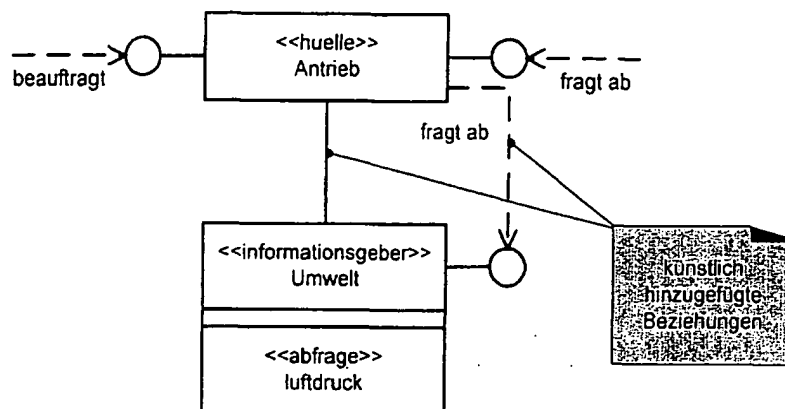 <<huelle>>
Antrieb
beauftragt
fragt ab
fragt ab
<<informationsgeber>>
Umwelt
künstlich
hinzugefügte
Beziehungen
<<abfrage>>
luftdruck